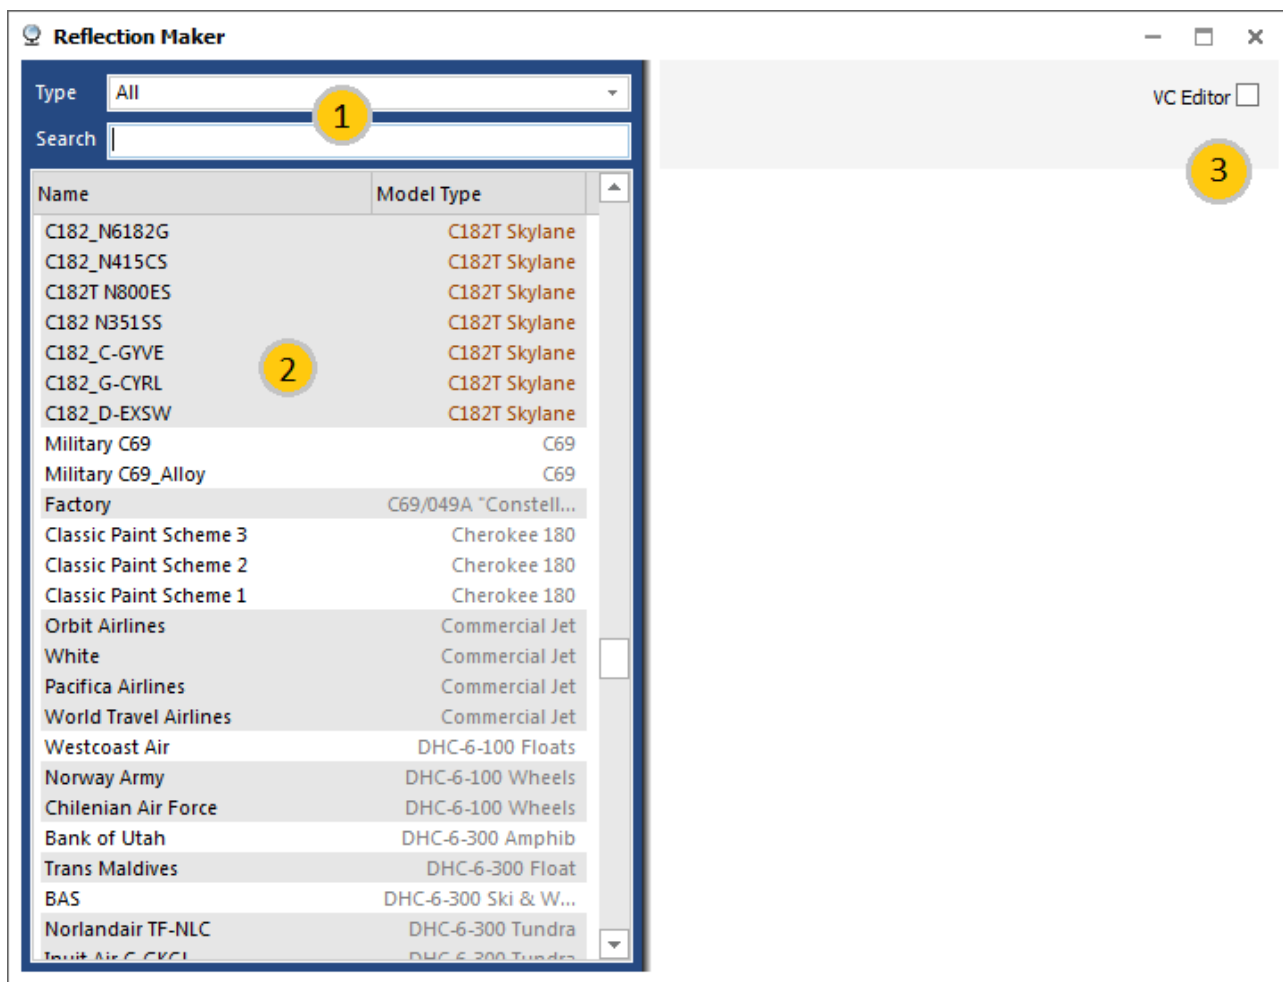 Reflection Maker
Type All
1
Search
VC Editor
3
Name Model Type
C182_N6182G C182T Skylane
C182_N415CS C182T Skylane
C182T N800ES C182T Skylane
C182 N351SS C182T Skylane
C182_C-GYVE C182T Skylane
2
C182_G-CYRL C182T Skylane
C182_D-EXSW C182T Skylane
Military C69 C69
Military C69_Alloy C69
Factory C69/049A "Constell...
Classic Paint Scheme 3 Cherokee 180
Classic Paint Scheme 2 Cherokee 180
Classic Paint Scheme 1 Cherokee 180
Orbit Airlines Commercial Jet
White Commercial Jet
Pacifica Airlines Commercial Jet
World Travel Airlines Commercial Jet
Westcoast Air DHC-6-100 Floats
Norway Army DHC-6-100 Wheels
Chilenian Air Force DHC-6-100 Wheels
Bank of Utah DHC-6-300 Amphib
Trans Maldives DHC-6-300 Float
BAS DHC-6-300 Ski & W...
Norlandair TF-NLC DHC-6-300 Tundra
Inuit Air DHC-6-300 Tundra